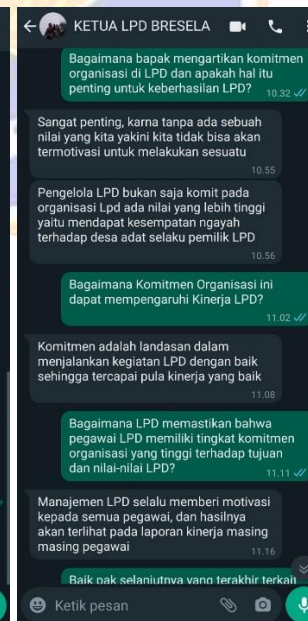 KETUA LPD BRESELA
Bagaimana bapak mengartikan komitmen
organisasi di LPD dan apakah hal itu
penting untuk keberhasilan LPD?
10.32
Sangat penting, karna tanpa ada sebuah
nilai yang kita yakini kita tidak bisa akan
termotivasi untuk melakukan sesuatu
10.55
Pengelola LPD bukan saja komit pada
organisasi Lpd ada nilai yang lebih tinggi
yaitu mendapat kesempatan ngayah
terhadap desa adat selaku pemilik LPD
10.56
Bagaimana Komitmen Organisasi ini
dapat mempengaruhi Kinerja LPD?
11.02
Komitmen adalah landasan dalam
menjalankan kegiatan LPD dengan baik
sehingga tercapai pula kinerja yang baik
11.08
Bagaimana LPD memastikan bahwa
pegawai LPD memiliki tingkat komitmen
organisasi yang tinggi terhadap tujuan
dan nilai-nilai LPD?
11.11
Manajemen LPD selalu memberi motivasi
kepada semua pegawai, dan hasilnya
akan terlihat pada laporan kinerja masing
masing pegawai
11.16
Baik pak selanjutnya yang terakhir terkait
Ketik pesan